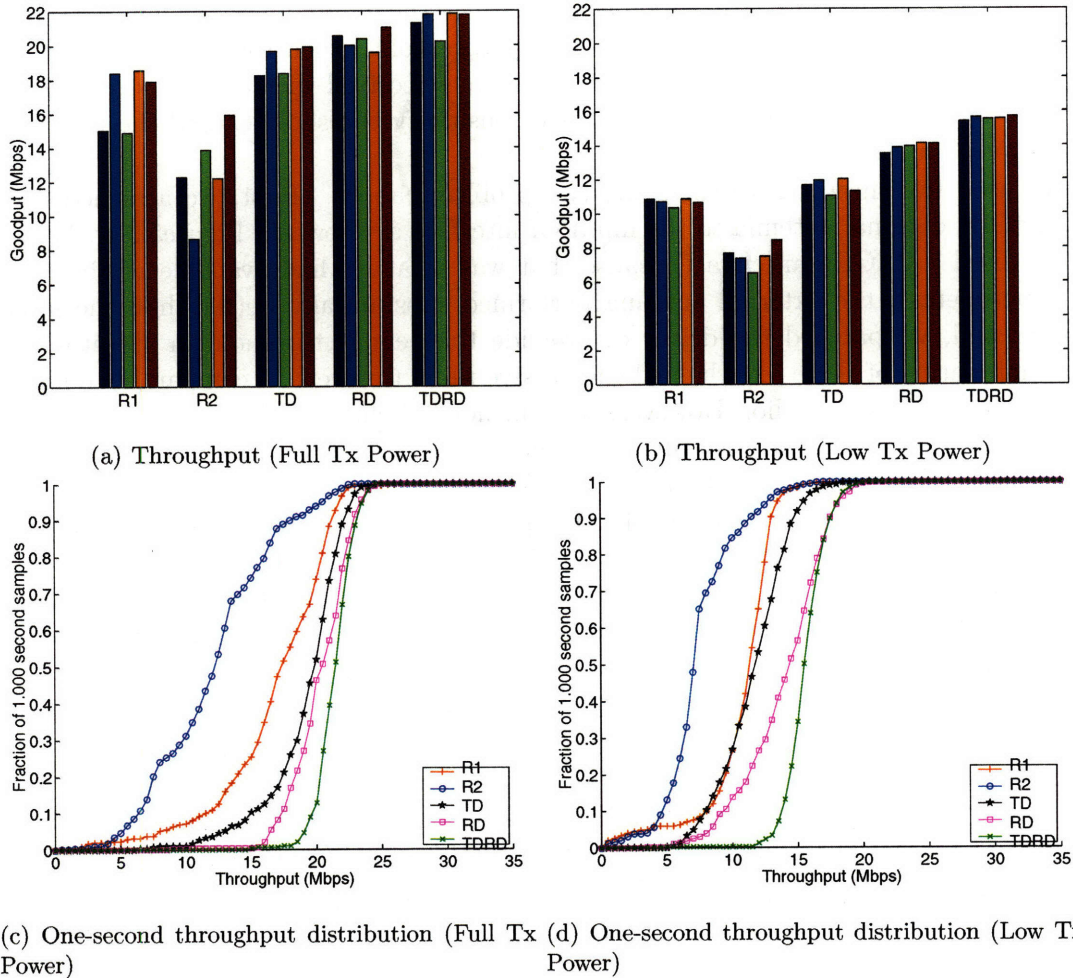 22
20
18
16
14
12
10
8
6
4
2
0
Goodput (Mbps)
R1 R2 TD RD TDRD
(a) Throughput (Full Tx Power)
22
20
18
16
14
12
10
8
6
4
2
0
Goodput (Mbps)
R1 R2 TD RD TDRD
(b) Throughput (Low Tx Power)
1
0.9
0.8
0.7
0.6
0.5
0.4
0.3
0.2
0.1
0
Fraction of 1.000 second samples
R1
R2
TD
RD
TDRD
0 5 10 15 20 25 30 35
Throughput (Mbps)
1
0.9
0.8
0.7
0.6
0.5
0.4
0.3
0.2
0.1
0
Fraction of 1.000 second samples
R1
R2
TD
RD
TDRD
0 5 10 15 20 25 30 35
Throughput (Mbps)
(c) One-second throughput distribution (Full Tx
Power)
(d) One-second throughput distribution (Low Tx
Power)